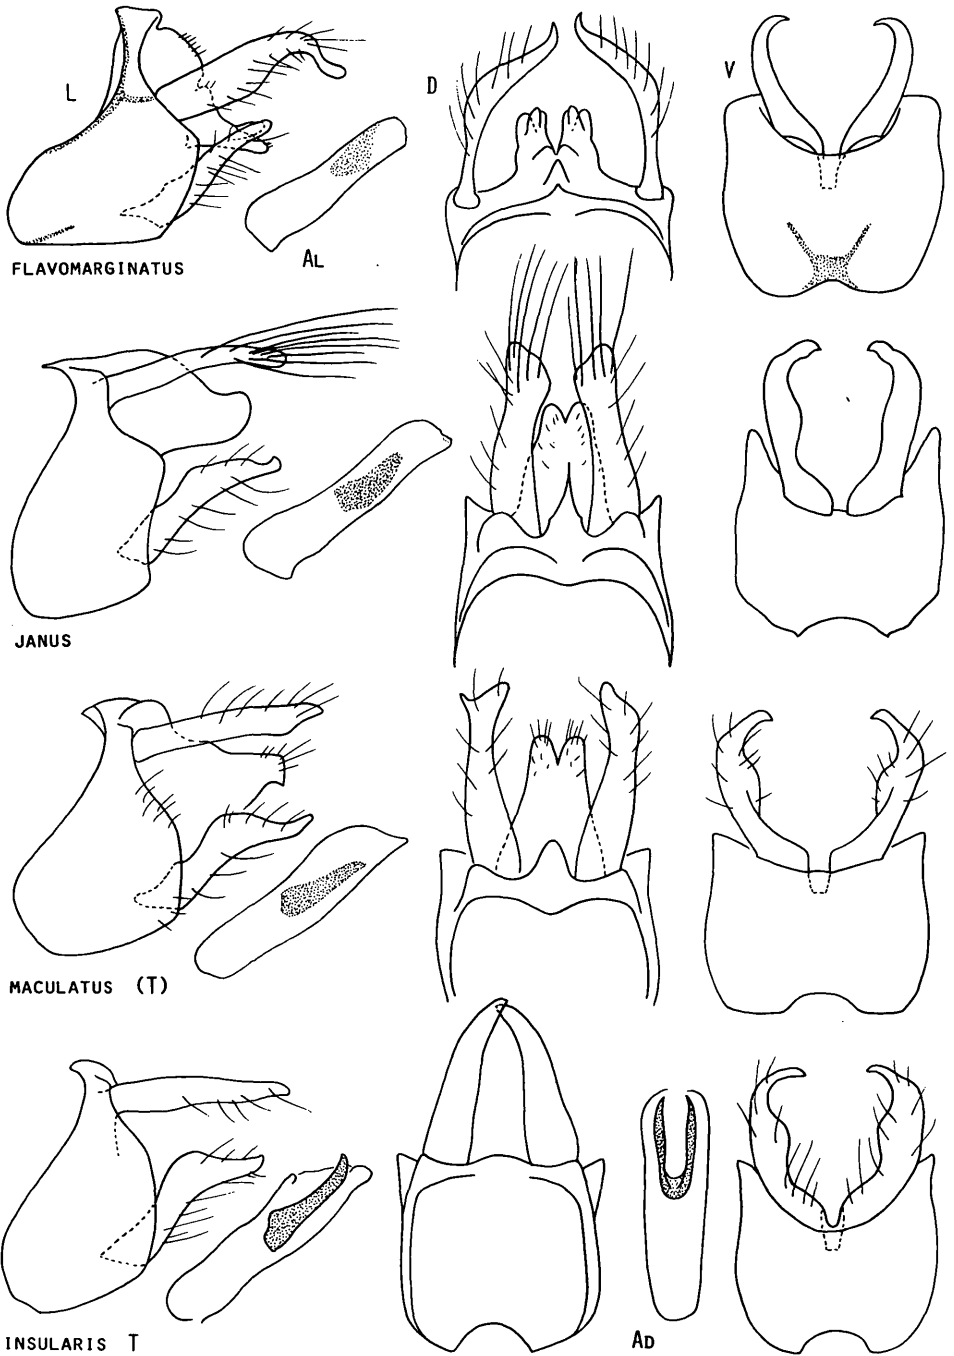 L
D
V
AL
FLAVOMARGINATUS
JANUS
MACULATUS (T)
INSULARIS T
AD